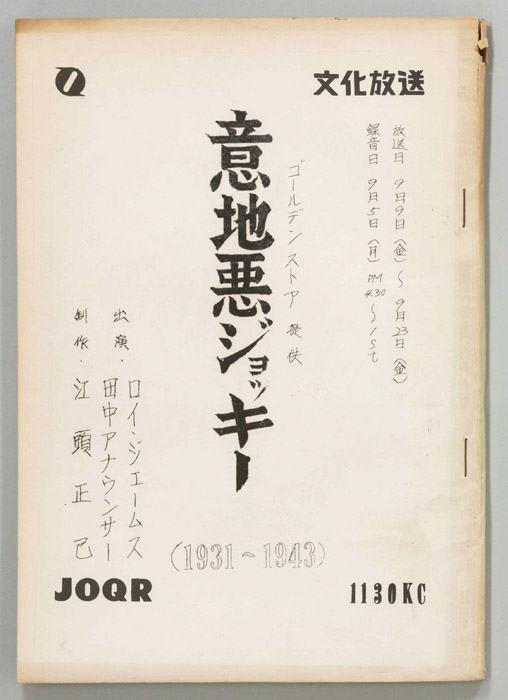 文化放送
放送日 9日9日(金)〜9月23日(金)
録音日 9月5日(月) PM 4.30〜1st
ゴールデンストア 提供
意地悪ジョッキー
(1931〜1943)
出演・ロイ・ジェームス
田中アナウンサー
制作・江頭正己
JOQR
1130KC